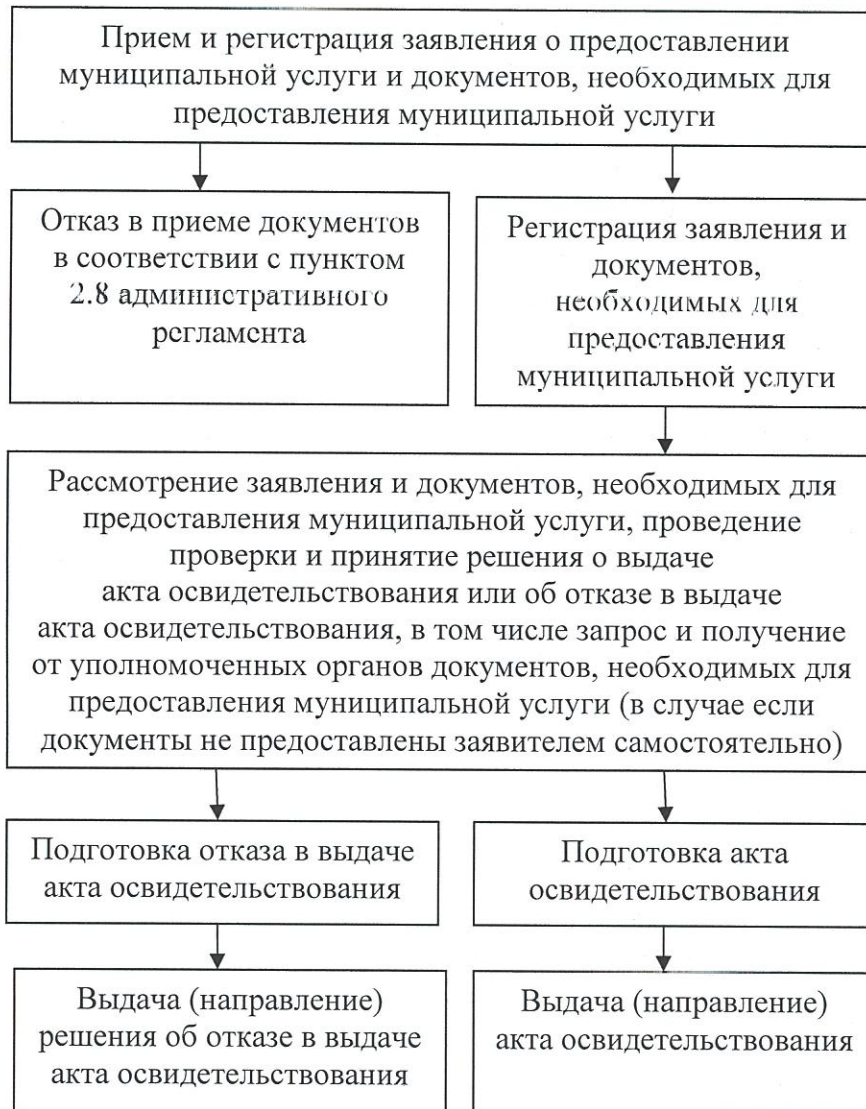 Прием и регистрация заявления о предоставлении
муниципальной услуги и документов, необходимых для
предоставления муниципальной услуги
Отказ в приеме документов
в соответствии с пунктом
2.8 административного
регламента
Регистрация заявления и
документов,
необходимых для
предоставления
муниципальной услуги
Рассмотрение заявления и документов, необходимых для
предоставления муниципальной услуги, проведение
проверки и принятие решения о выдаче
акта освидетельствования или об отказе в выдаче
акта освидетельствования, в том числе запрос и получение
от уполномоченных органов документов, необходимых для
предоставления муниципальной услуги (в случае если
документы не предоставлены заявителем самостоятельно)
Подготовка отказа в выдаче
акта освидетельствования
Подготовка акта
освидетельствования
Выдача (направление)
решения об отказе в выдаче
акта освидетельствования
Выдача (направление)
акта освидетельствования